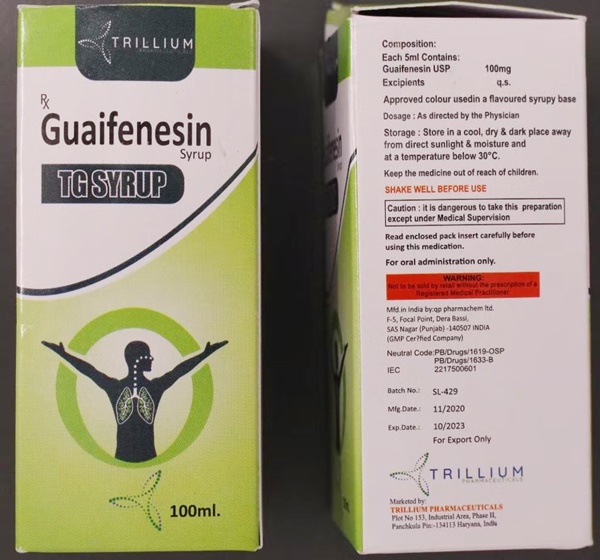 TRILLIUM
Rx
Guaifenesin
Syrup
TG SYRUP
100ml.
Composition:
Each 5ml Contains:
Guaifenesin USP 100mg
Excipients q.s.
Approved colour usedin a flavoured syrupy base
Dosage : As directed by the Physician
Storage : Store in a cool, dry & dark place away
from direct sunlight & moisture and
at a temperature below 30°C.
Keep the medicine out of reach of children.
SHAKE WELL BEFORE USE
Caution : it is dangerous to take this preparation
except under Medical Supervision
Read enclosed pack insert carefully before
using this medication.
For oral administration only.
WARNING:
Not to be sold by retail without the prescription of a
Registered Medical Practitioner
Mfd.in India by:qp pharmachem ltd.
F-5, Focal Point, Dera Bassi,
SAS Nagar (Punjab) -140507 INDIA
(GMP Cer?fied Company)
Neutral Code:PB/Drugs/1619-OSP
PB/Drugs/1633-B
IEC 2217500601
Batch No.: SL-429
Mfg.Date.: 11/2020
Exp.Date.: 10/2023
For Export Only
TRILLIUM
PHARMACEUTICALS
Marketed by:
TRILLIUM PHARMACEUTICALS
Plot No 153, Industrial Area, Phase II,
Panchkula Pin:-134113 Haryana, India